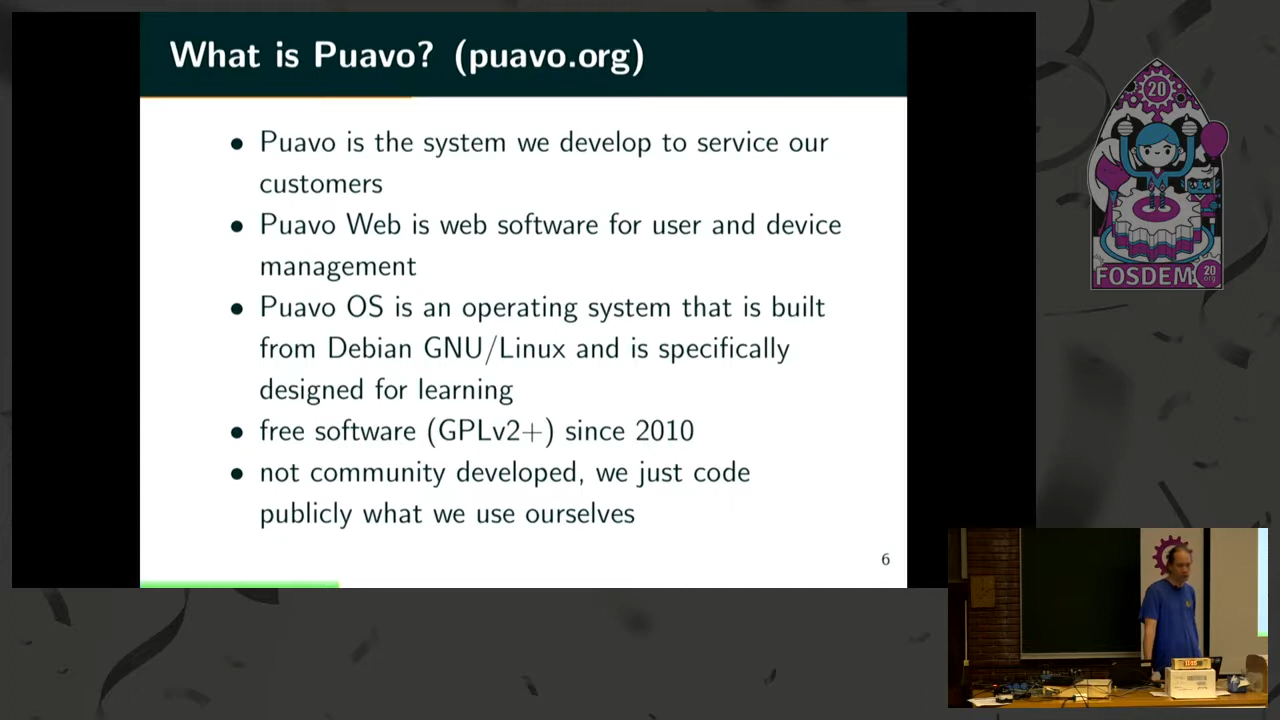 What is Puavo? (puavo.org)
• Puavo is the system we develop to service our
customers
• Puavo Web is web software for user and device
management
• Puavo OS is an operating system that is built
from Debian GNU/Linux and is specifically
designed for learning
• free software (GPLv2+) since 2010
• not community developed, we just code
publicly what we use ourselves
6
20
FOSDEM
20
.org